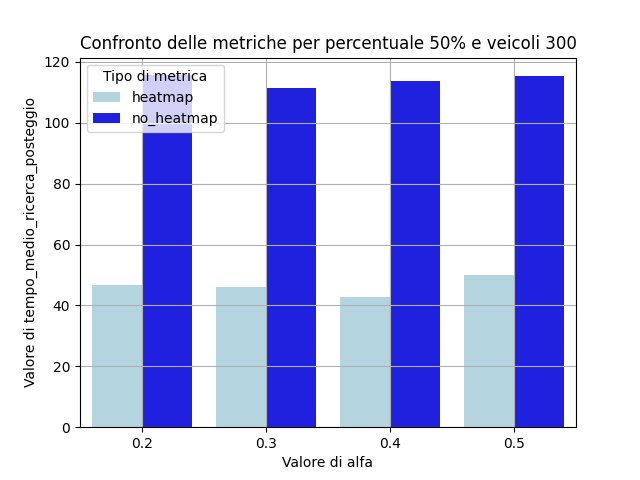 Confronto delle metriche per percentuale 50% e veicoli 300
Valore di tempo_medio_ricerca_posteggio
120
100
80
60
40
20
0
Tipo di metrica
heatmap
no_heatmap
0.2 0.3 0.4 0.5
Valore di alfa